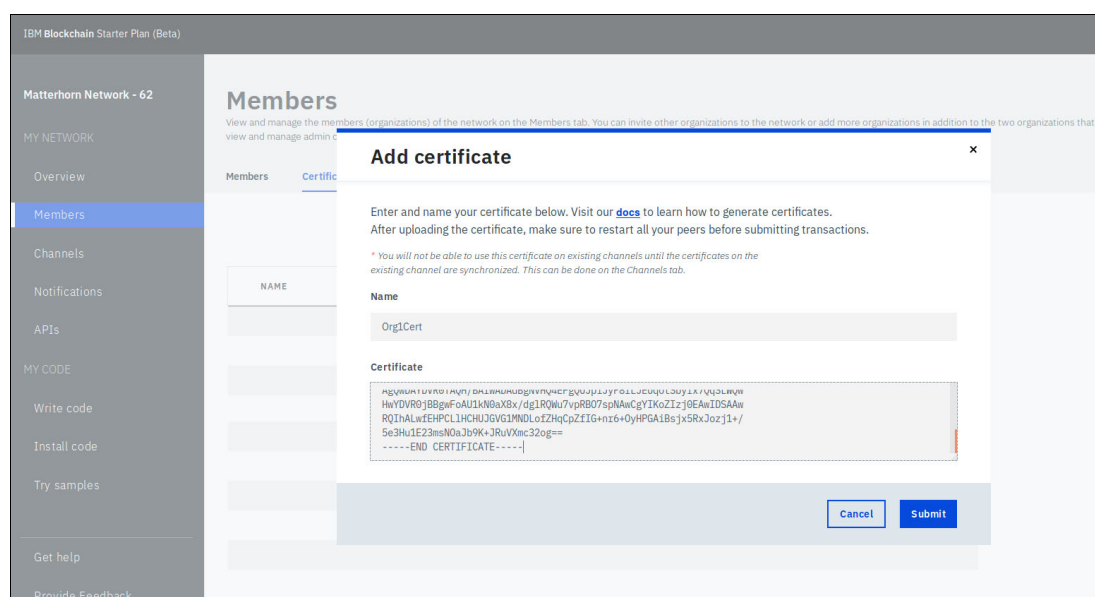 IBM Blockchain Starter Plan (Beta)
Matterhorn Network - 62
MY NETWORK
Overview
Members
Channels
Notifications
APIs
MY CODE
Write code
Install code
Try samples
Get help
Provide Feedback
Members
View and manage the members (organizations) of the network on the Members tab. You can invite other organizations to the network or add more organizations in addition to the two organizations that
view and manage admin
Members
Certific
NAME
Add certificate
×
Enter and name your certificate below. Visit our docs to learn how to generate certificates.
After uploading the certificate, make sure to restart all your peers before submitting transactions.
* You will not be able to use this certificate on existing channels until the certificates on the
existing channel are synchronized. This can be done on the Channels tab.
Name
Org1Cert
Certificate
HwYDVR0jBBgwFoAU1kN0aXBx/dglRQWu7vpRBO7spNAwCgYIKoZIzj0EAwIDSAAw
RQIhALwfEHPCLlHCHUJGVG1MNDLofZHqCpZfIG+nr6+OyHPGAiBsjx5RxJozj1+/
5e3Hu1E23msNOaJb9K+JRuVXmc32og==
-----END CERTIFICATE-----
Cancel
Submit